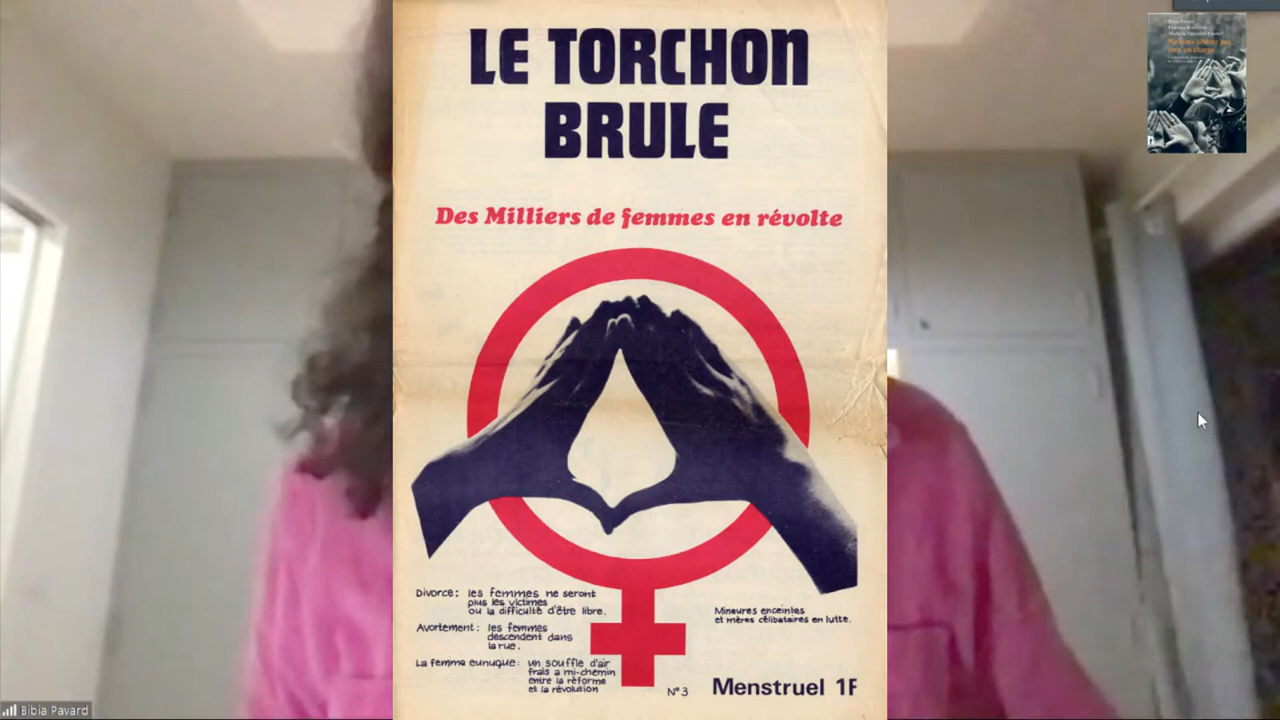 LE TORCHON
BRULE
Des Milliers de femmes en révolte
Divorce: les femmes ne seront
plus les victimes
ou la difficulté d'être libre.
Avortement: les femmes
descendent dans
la rue.
La femme eunuque: un souffle d'air
frais a mi-chemin
entre la réforme
et la révolution
Mineures enceintes
et mères célibataires en lutte.
N° 3
Menstruel 1F
Bibia Pavard